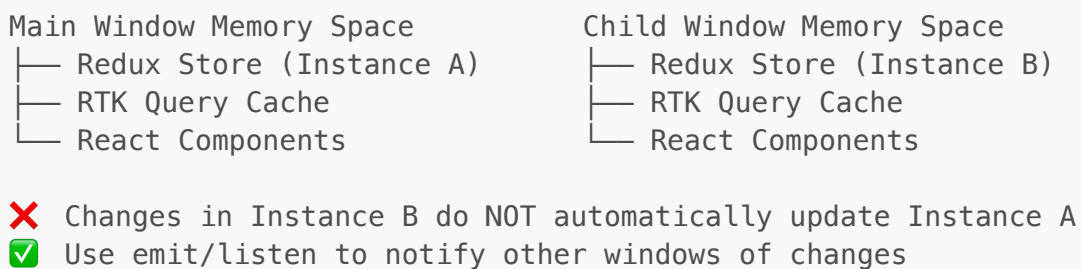 Main Window Memory Space          Child Window Memory Space
├── Redux Store (Instance A)      ├── Redux Store (Instance B)
├── RTK Query Cache               ├── RTK Query Cache
└── React Components              └── React Components

❌ Changes in Instance B do NOT automatically update Instance A
✅ Use emit/listen to notify other windows of changes